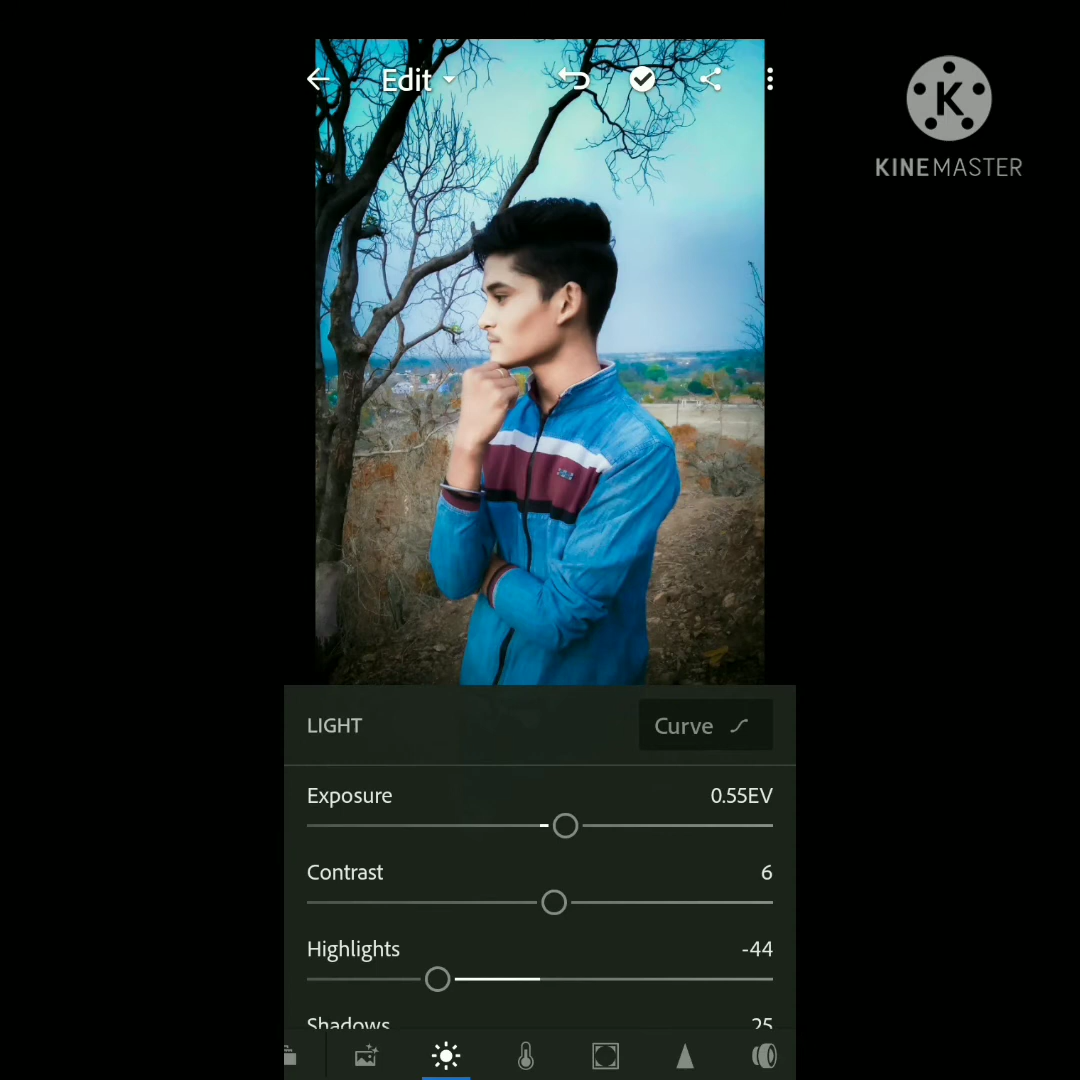 Edit
KINEMASTER
LIGHT
Curve
Exposure 0.55EV
Contrast 6
Highlights -44
Shadows 25